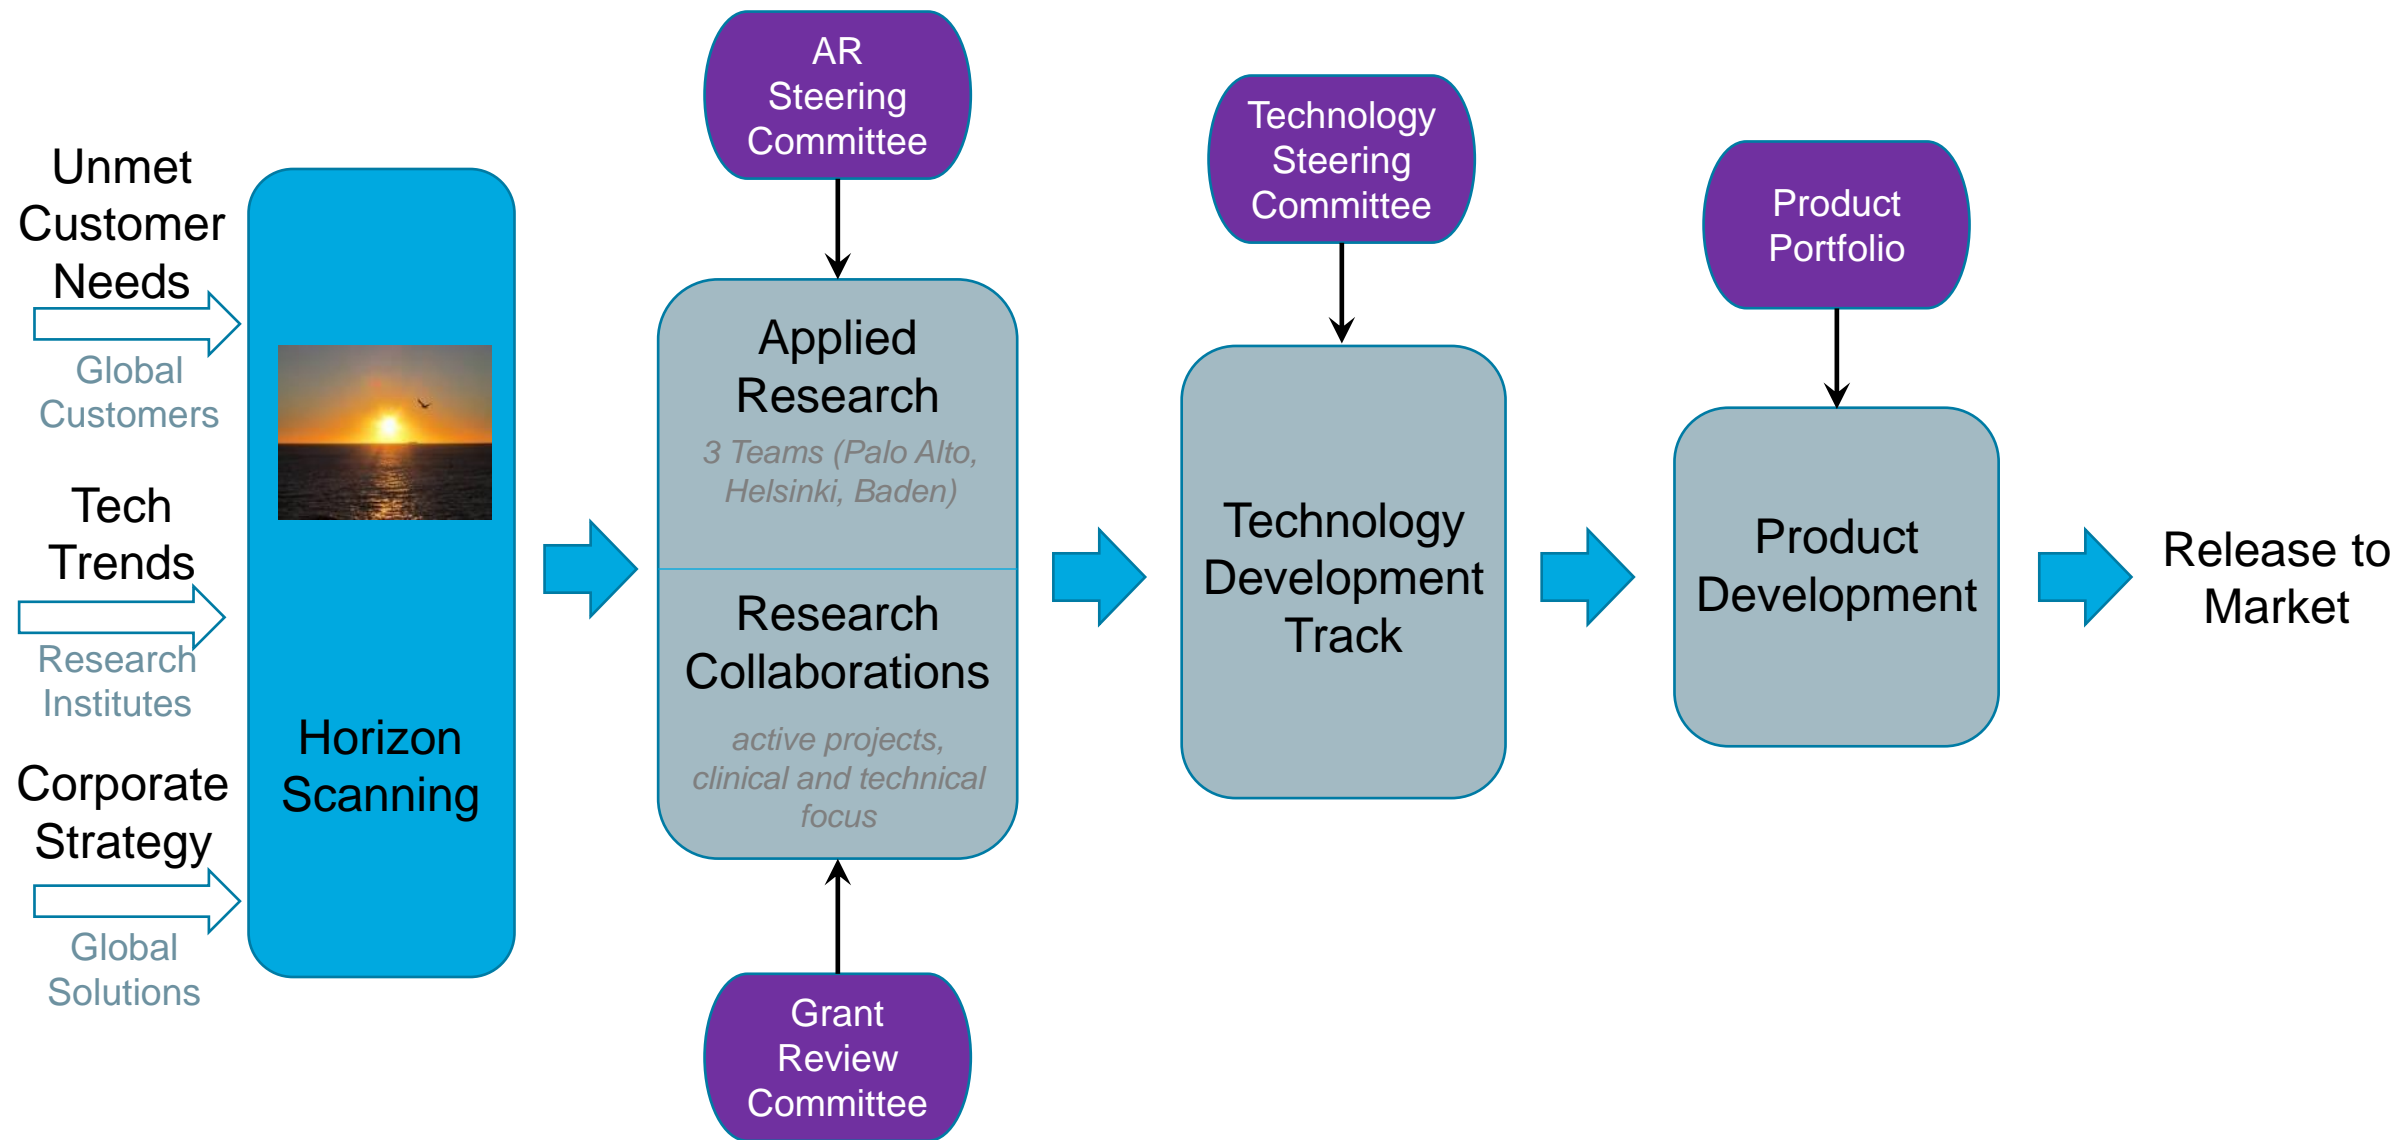 Unmet
Customer
Needs
Global
Customers
Tech
Trends
Research
Institutes
Corporate
Strategy
Global
Solutions
Horizon
Scanning
AR
Steering
Committee
Applied
Research
3 Teams (Palo Alto,
Helsinki, Baden)
Research
Collaborations
active projects,
clinical and technical
focus
Grant
Review
Committee
Technology
Steering
Committee
Technology
Development
Track
Product
Portfolio
Product
Development
Release to
Market